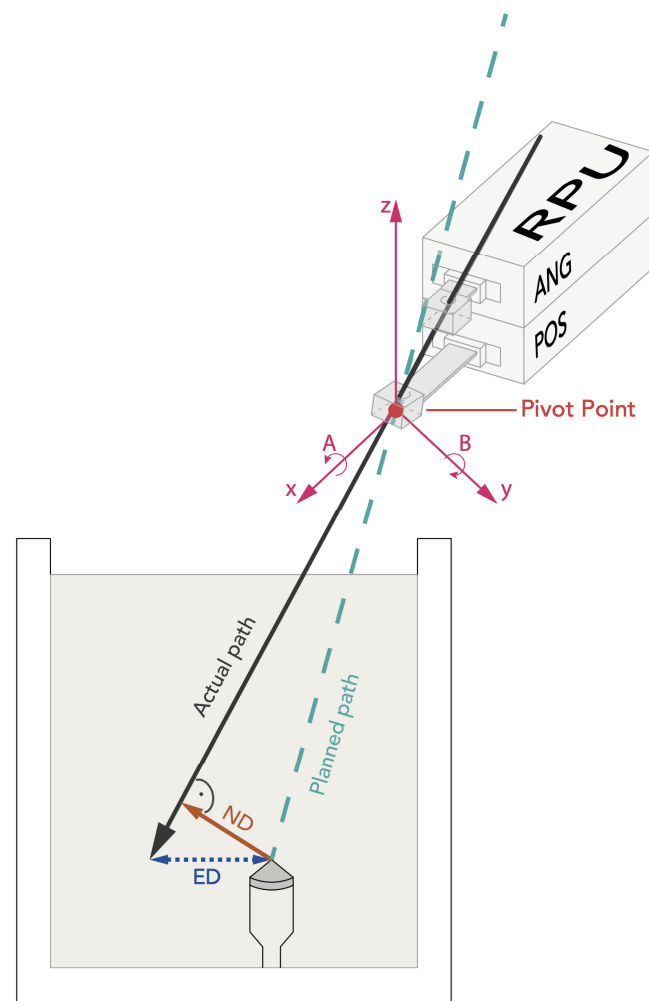 RPU
z
ANG
POS
Pivot Point
A
B
x
y
Actual path
Planned path
ND
ED